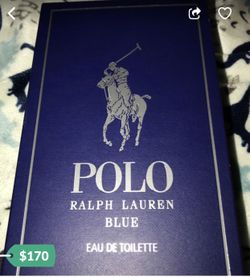 POLO
RALPH LAUREN
BLUE
EAU DE TOILETTE
$170